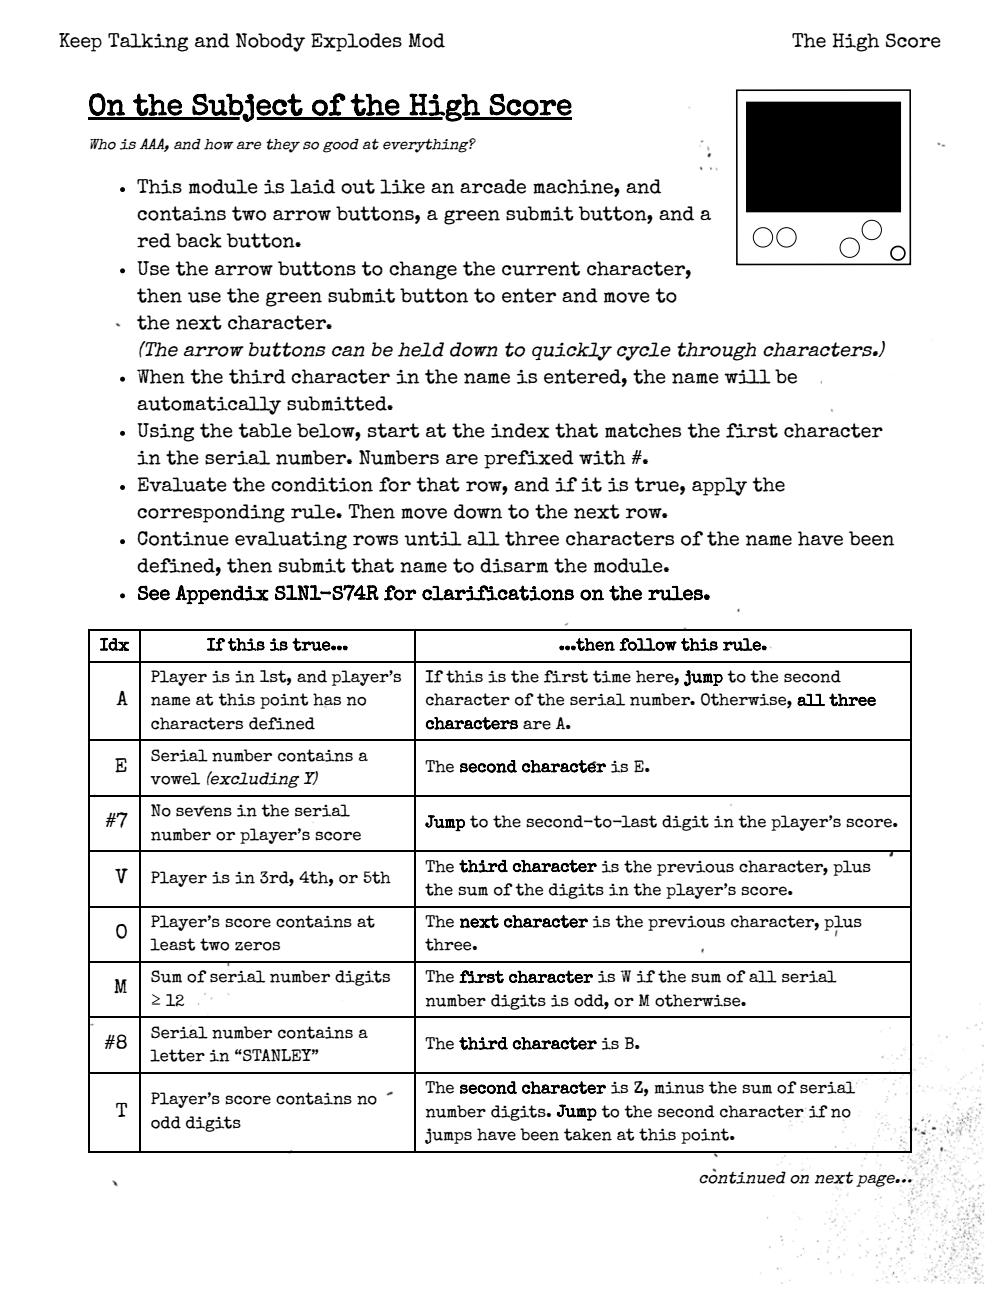 Keep Talking and Nobody Explodes Mod
The High Score
On the Subject of the High Score
Who is AAA, and how are they so good at everything?
• This module is laid out like an arcade machine, and
contains two arrow buttons, a green submit button, and a
red back button.
• Use the arrow buttons to change the current character,
then use the green submit button to enter and move to
the next character.
(The arrow buttons can be held down to quickly cycle through characters.)
• When the third character in the name is entered, the name will be
automatically submitted.
• Using the table below, start at the index that matches the first character
in the serial number. Numbers are prefixed with #.
• Evaluate the condition for that row, and if it is true, apply the
corresponding rule. Then move down to the next row.
• Continue evaluating rows until all three characters of the name have been
defined, then submit that name to disarm the module.
• See Appendix S1N1-S74R for clarifications on the rules.
Idx
If this is true...
...then follow this rule.
A
Player is in 1st, and player's
name at this point has no
characters defined
If this is the first time here, jump to the second
character of the serial number. Otherwise, all three
characters are A.
E
Serial number contains a
vowel (excluding Y)
The second character is E.
#7
No sevens in the serial
number or player's score
Jump to the second-to-last digit in the player's score.
V
Player is in 3rd, 4th, or 5th
The third character is the previous character, plus
the sum of the digits in the player's score.
O
Player's score contains at
least two zeros
The next character is the previous character, plus
three.
M
Sum of serial number digits
≥ 12
The first character is W if the sum of all serial
number digits is odd, or M otherwise.
#8
Serial number contains a
letter in “STANLEY”
The third character is B.
T
Player's score contains no
odd digits
The second character is Z, minus the sum of serial
number digits. Jump to the second character if no
jumps have been taken at this point.
continued on next page...